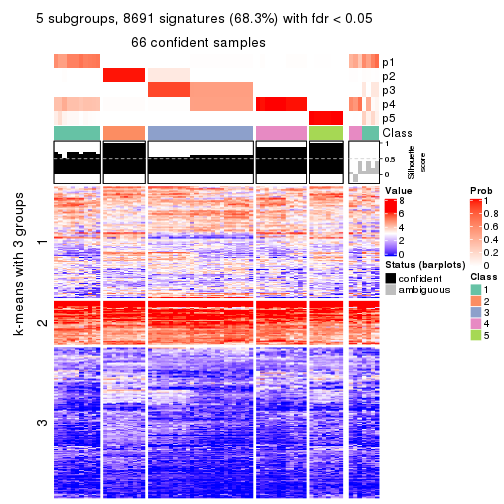 5 subgroups, 8691 signatures (68.3%) with fdr < 0.05
66 confident samples
p1
p2
p3
p4
p5
Class
1
0.5
0
Silhouette
score
k-means with 3 groups
1
2
3
Value
8
6
4
2
0
Status (barplots)
confident
ambiguous
Prob
1
0.8
0.6
0.4
0.2
0
Class
1
2
3
4
5